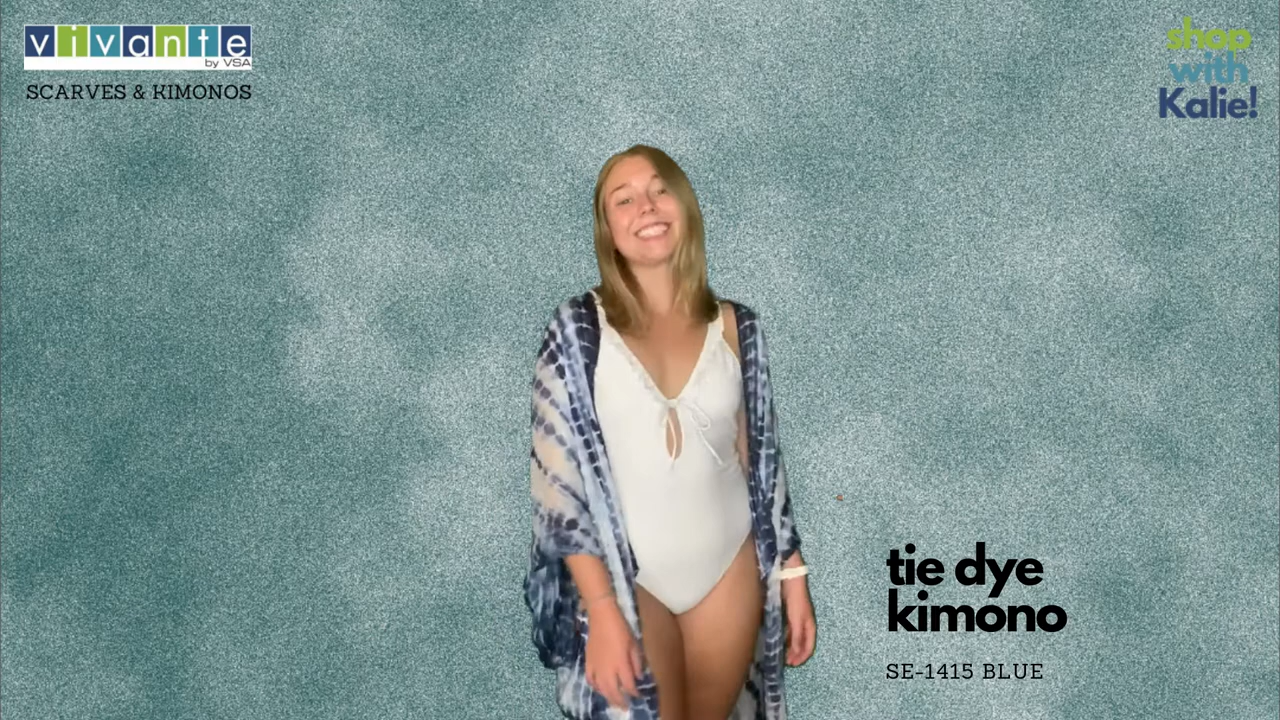 vivante
by VSA
SCARVES & KIMONOS
shop
with
Kalie!
tie dye
kimono
SE-1415 BLUE